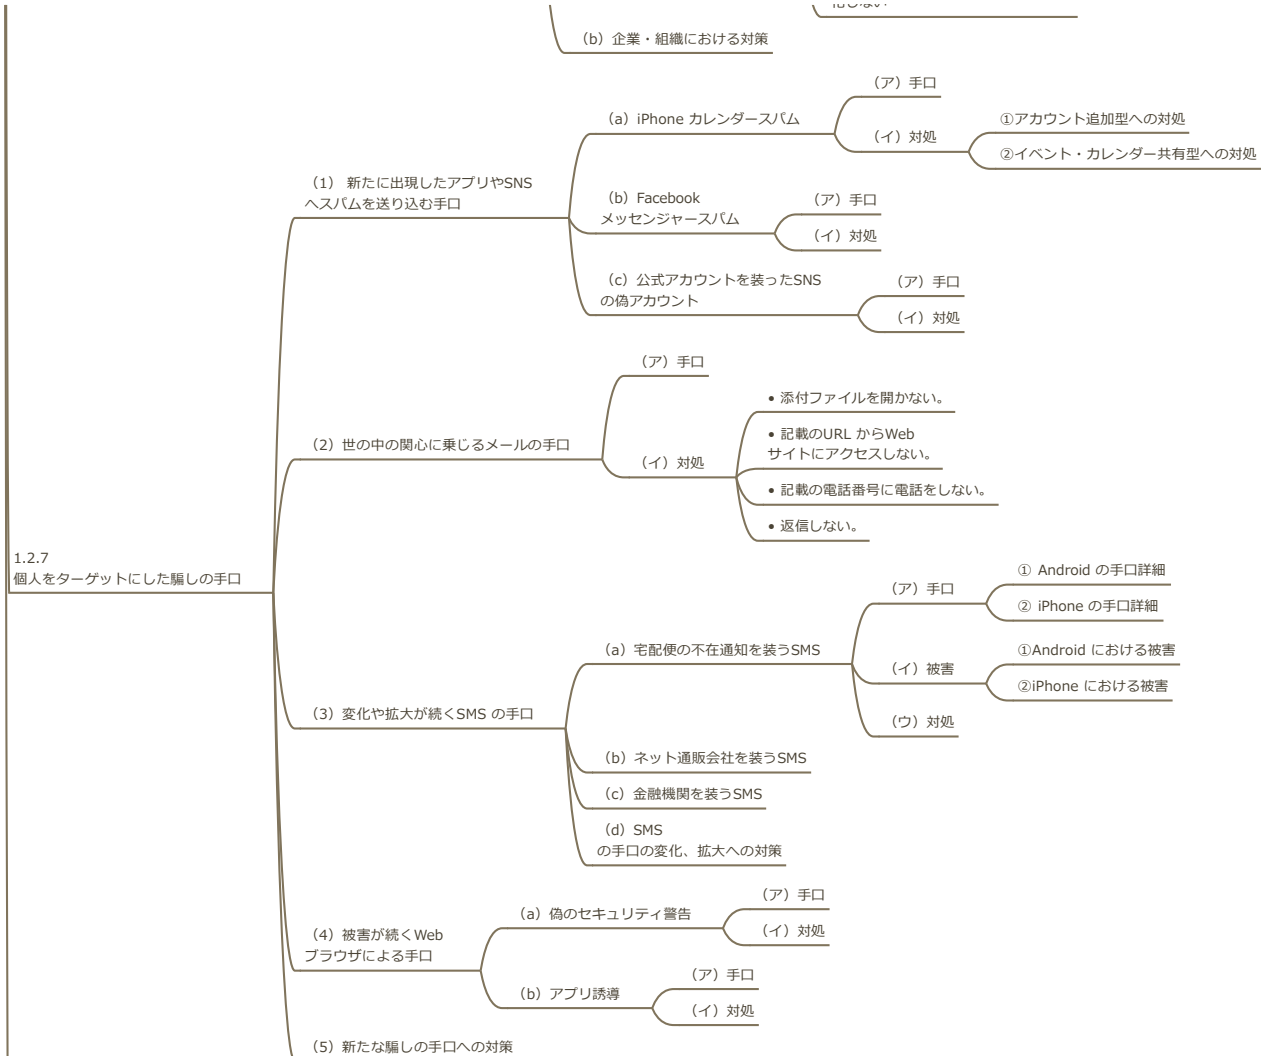 （b）企業・組織における対策
（ア）手口
（a）iPhone カレンダースパム
（イ）対処
①アカウント追加型への対処
②イベント・カレンダー共有型への対処
（1） 新たに出現したアプリやSNS
へスパムを送り込む手口
（b）Facebook
メッセンジャースパム
（ア）手口
（イ）対処
（c）公式アカウントを装ったSNS
の偽アカウント
（ア）手口
（イ）対処
（ア）手口
（2）世の中の関心に乗じるメールの手口
（イ）対処
• 添付ファイルを開かない。
• 記載のURL からWeb
サイトにアクセスしない。
• 記載の電話番号に電話をしない。
• 返信しない。
1.2.7
個人をターゲットにした騙しの手口
（3）変化や拡大が続くSMS の手口
（a）宅配便の不在通知を装うSMS
（ア）手口
① Android の手口詳細
② iPhone の手口詳細
（イ）被害
①Android における被害
②iPhone における被害
（ウ）対処
（b）ネット通販会社を装うSMS
（c）金融機関を装うSMS
（d）SMS
の手口の変化、拡大への対策
（4）被害が続くWeb
ブラウザによる手口
（a）偽のセキュリティ警告
（ア）手口
（イ）対処
（b）アプリ誘導
（ア）手口
（イ）対処
（5）新たな騙しの手口への対策